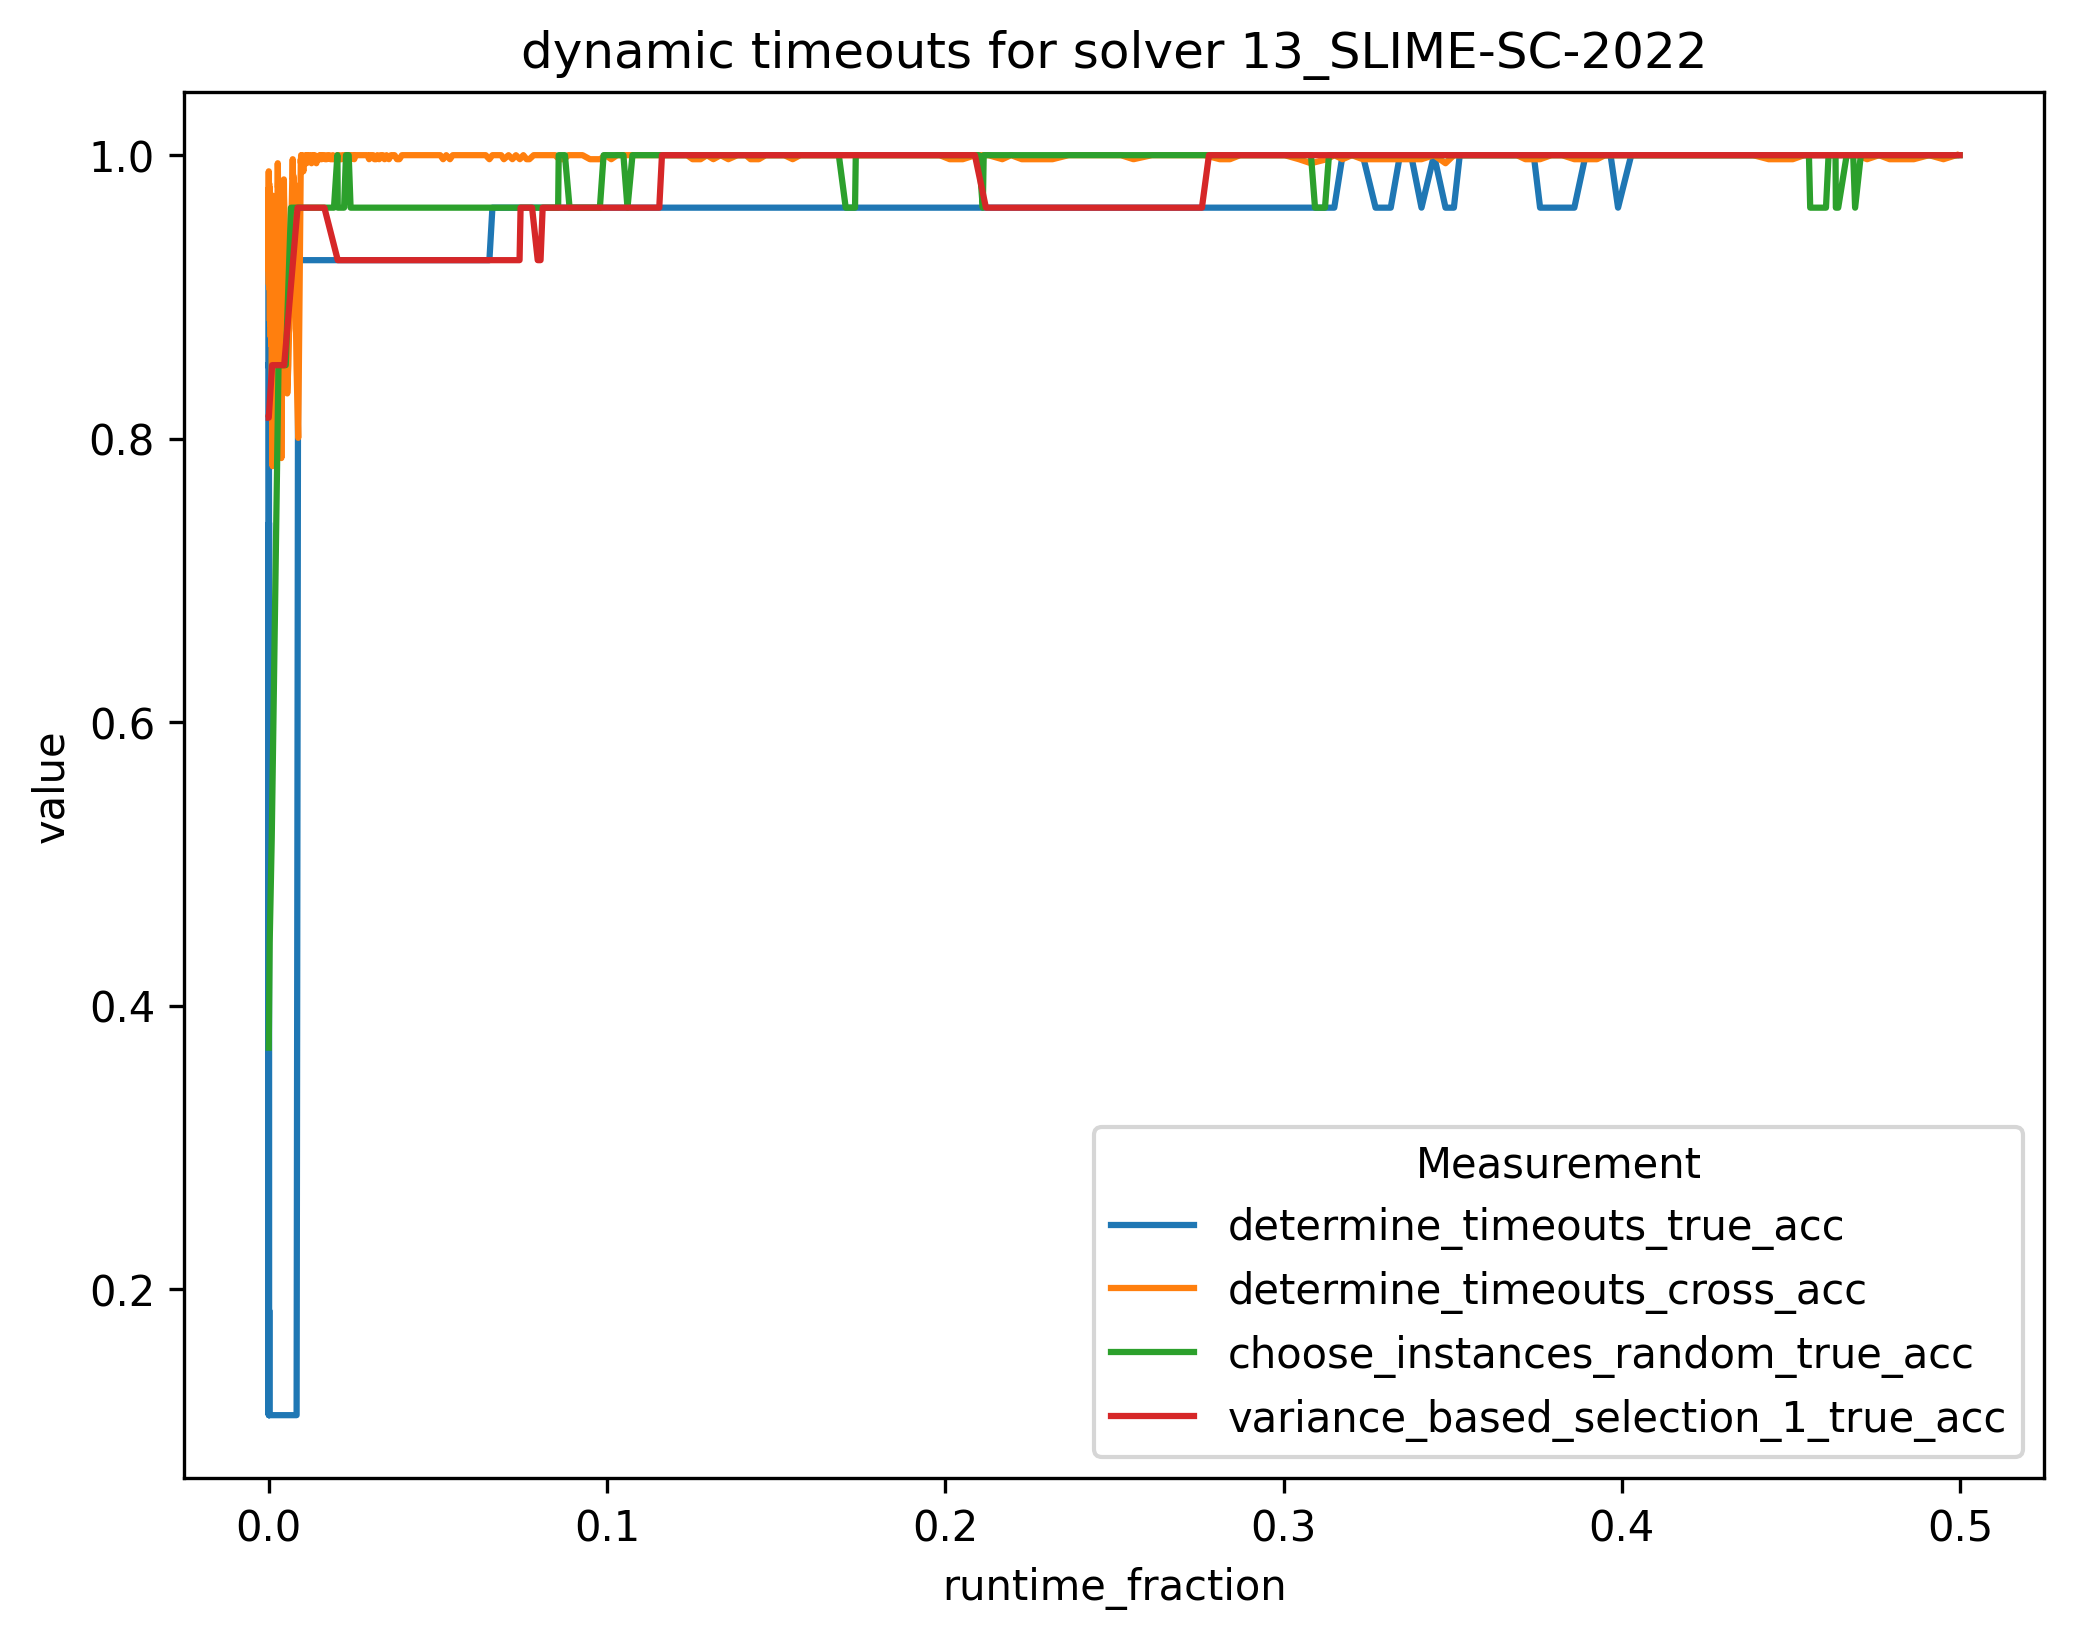 dynamic timeouts for solver 13_SLIME-SC-2022
1.0
0.8
0.6
0.4
0.2
value
0.0
0.1
0.2
0.3
0.4
0.5
runtime_fraction
Measurement
determine_timeouts_true_acc
determine_timeouts_cross_acc
choose_instances_random_true_acc
variance_based_selection_1_true_acc